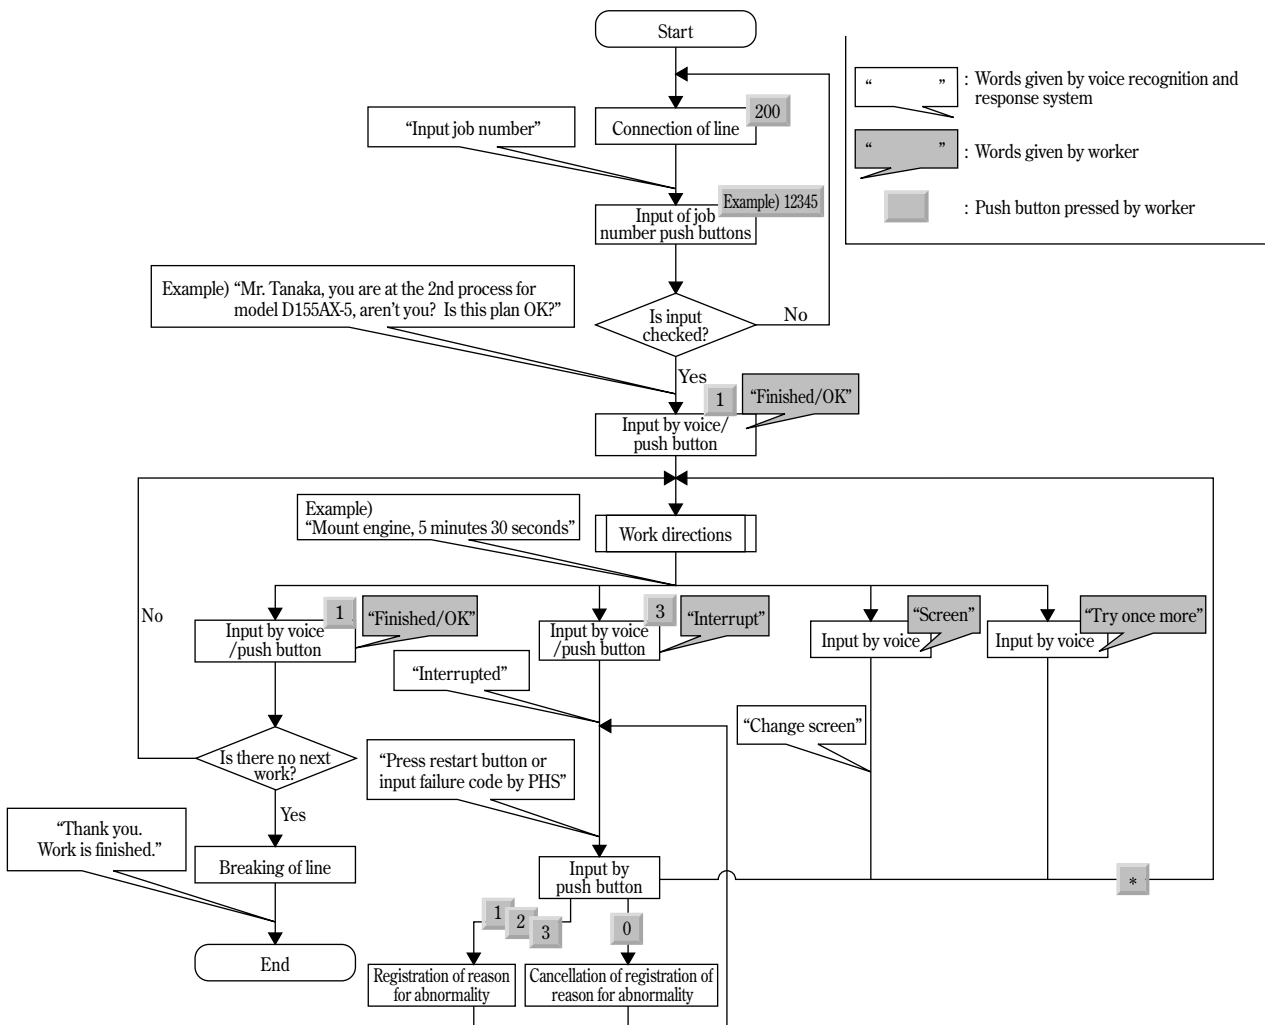 Start
“ ”
: Words given by voice recognition and
response system
200
Connection of line
“Input job number”
“ ”
: Words given by worker
Example) 12345
Input of job
number push buttons
: Push button pressed by worker
Example) “Mr. Tanaka, you are at the 2nd process for
model D155AX-5, aren’t you? Is this plan OK?”
Is input
checked?
No
Yes
1
“Finished/OK”
Input by voice/
push button
Example)
“Mount engine, 5 minutes 30 seconds”
Work directions
No
1
“Finished/OK”
Input by voice
/push button
3
“Interrupt”
Input by voice
/push button
“Screen”
Input by voice
“Try once more”
Input by voice
“Interrupted”
“Change screen”
Is there no next
work?
“Press restart button or
input failure code by PHS”
Yes
“Thank you.
Work is finished.”
Breaking of line
Input by
push button
*
1
2
3
0
End
Registration of reason
for abnormality
Cancellation of registration of
reason for abnormality